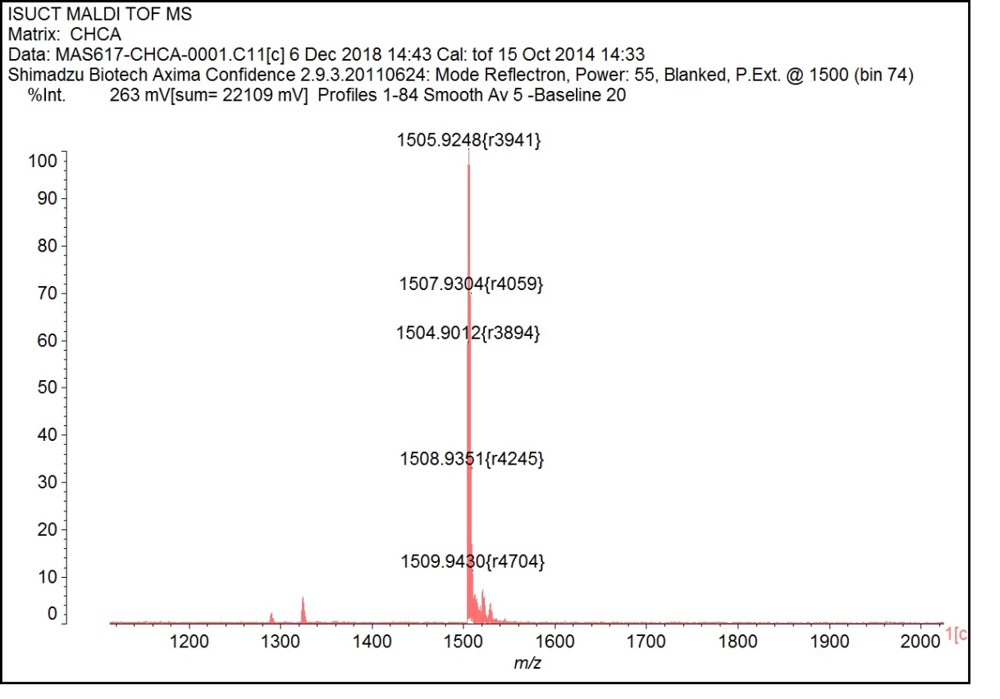 ISUCT MALDI TOF MS
Matrix: CHCA
Data: MAS617-CHCA-0001.C11[c] 6 Dec 2018 14:43 Cal: tof 15 Oct 2014 14:33
Shimadzu Biotech Axima Confidence 2.9.3.20110624: Mode Reflectron, Power: 55, Blanked, P.Ext. @ 1500 (bin 74)
%Int. 263 mV[sum= 22109 mV] Profiles 1-84 Smooth Av 5 -Baseline 20
1505.9248{r3941}
100
90
80
1507.9304{r4059}
70
1504.9012{r3894}
60
50
40
1508.9351{r4245}
30
20
1509.9430{r4704}
10
0
1200 1300 1400 1500 1600 1700 1800 1900 2000 1[c
m/z